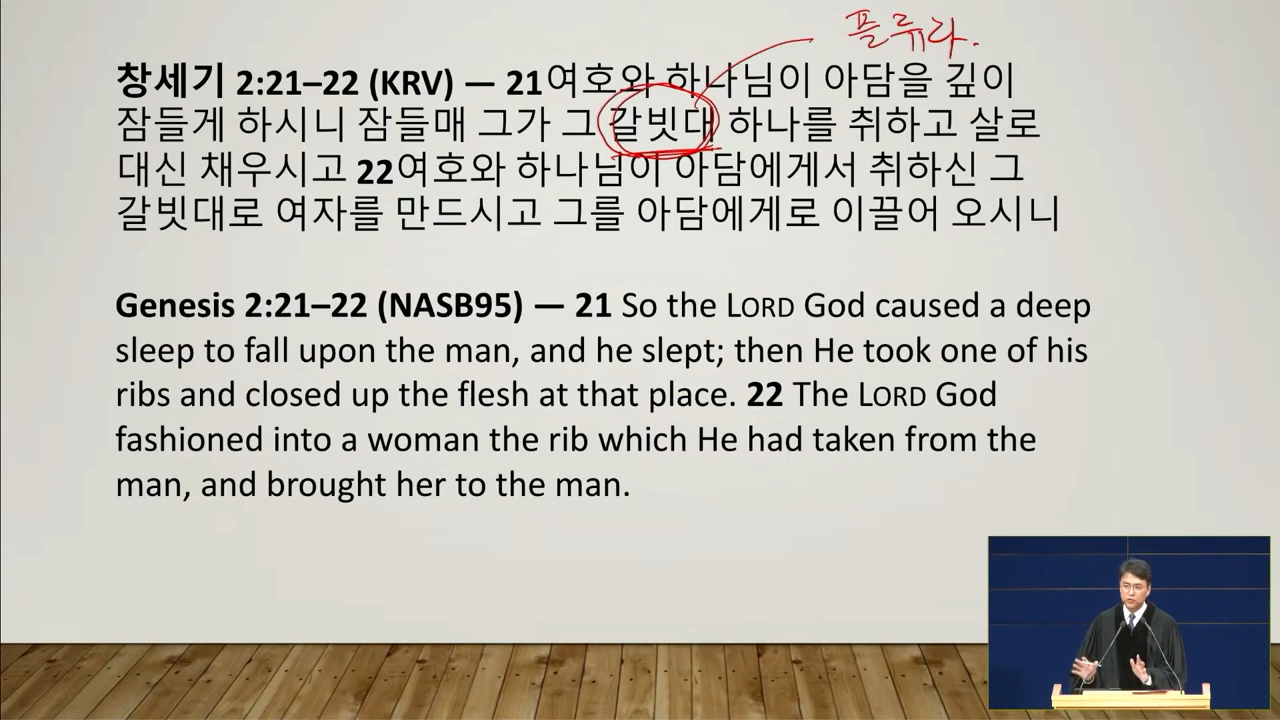 플류라.
창세기 2:21–22 (KRV) — 21여호와 하나님이 아담을 깊이
잠들게 하시니 잠들매 그가 그 갈빗대 하나를 취하고 살로
대신 채우시고 22여호와 하나님이 아담에게서 취하신 그
갈빗대로 여자를 만드시고 그를 아담에게로 이끌어 오시니
Genesis 2:21–22 (NASB95) — 21 So the LORD God caused a deep
sleep to fall upon the man, and he slept; then He took one of his
ribs and closed up the flesh at that place. 22 The LORD God
fashioned into a woman the rib which He had taken from the
man, and brought her to the man.